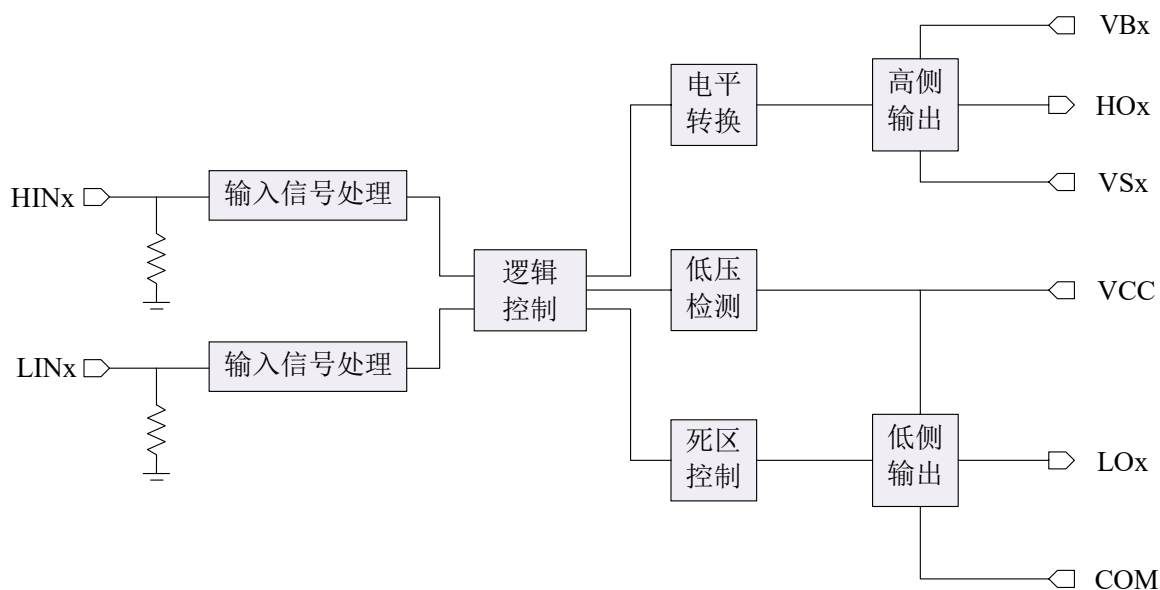 VBx
电平
转换
高侧
输出
HOx
HINx
输入信号处理
VSx
逻辑
控制
低压
检测
VCC
LINx
输入信号处理
死区
控制
低侧
输出
LOx
COM